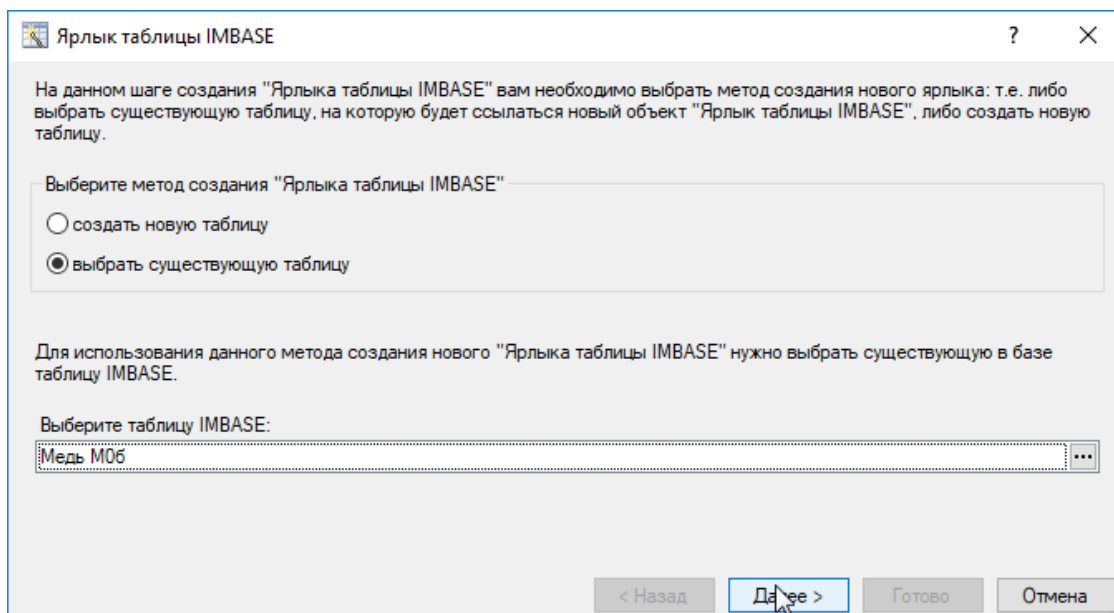 Ярлык таблицы IMBASE
?
На данном шаге создания "Ярлыка таблицы IMBASE" вам необходимо выбрать метод создания нового ярлыка: т.е. либо
выбрать существующую таблицу, на которую будет ссылаться новый объект "Ярлык таблицы IMBASE", либо создать новую
таблицу.
Выберите метод создания "Ярлыка таблицы IMBASE"
создать новую таблицу
выбрать существующую таблицу
Для использования данного метода создания нового "Ярлыка таблицы IMBASE" нужно выбрать существующую в базе
таблицу IMBASE.
Выберите таблицу IMBASE:
Медь М0б
...
< Назад Далее > Готово Отмена